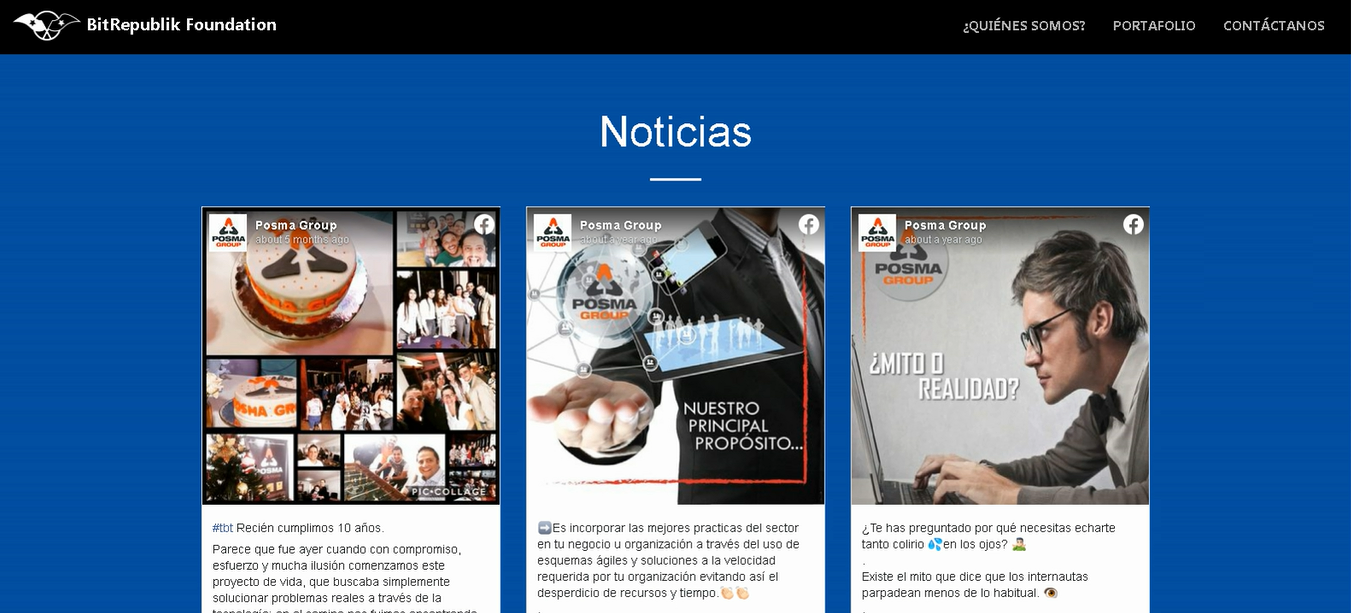 BitRepublik Foundation
¿QUIÉNES SOMOS?
PORTAFOLIO
CONTÁCTANOS
Noticias
POSMA
GROUP
Posma Group
about 5 months ago
PIC•COLLAGE
#tbt Recién cumplimos 10 años.
Parece que fue ayer cuando con compromiso,
esfuerzo y mucha ilusión comenzamos este
proyecto de vida, que buscaba simplemente
solucionar problemas reales a través de la
POSMA
GROUP
Posma Group
about a year ago
POSMA
GROUP
NUESTRO
PRINCIPAL
PROPÓSITO...
➡️Es incorporar las mejores practicas del sector
en tu negocio u organización a través del uso de
esquemas ágiles y soluciones a la velocidad
requerida por tu organización evitando así el
desperdicio de recursos y tiempo.👏🏻👏🏻
POSMA
GROUP
Posma Group
about a year ago
POSMA
GROUP
¿MITO O
REALIDAD?
¿Te has preguntado por qué necesitas echarte
tanto colirio 💦en los ojos? 🤷🏻‍♂️
.
Existe el mito que dice que los internautas
parpadean menos de lo habitual. 👁️